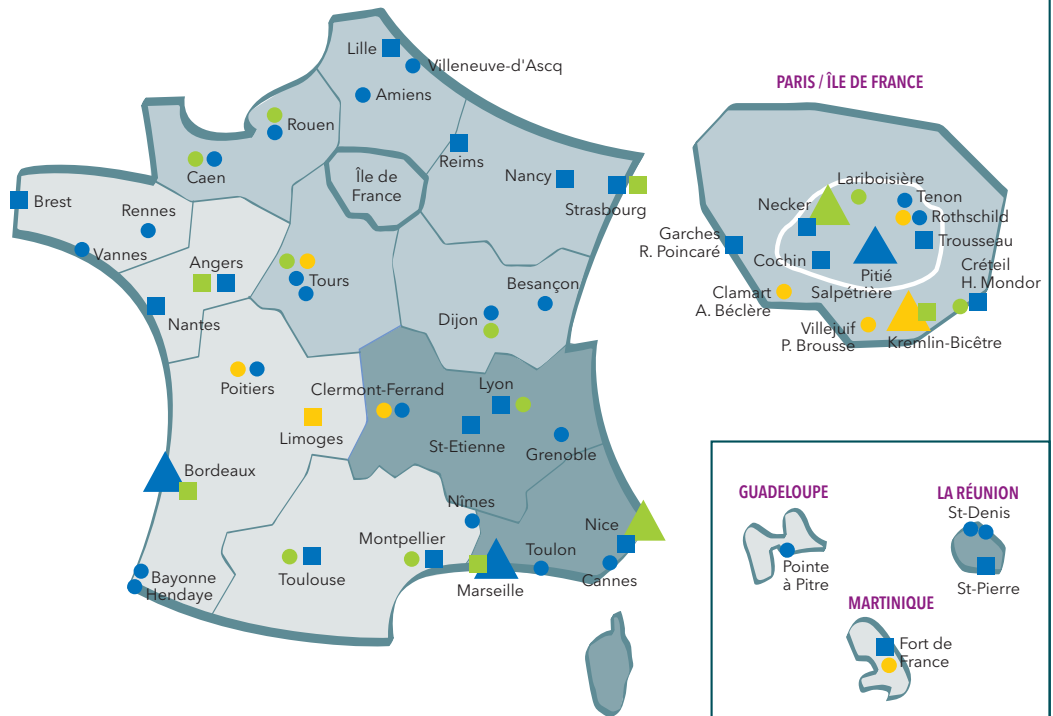 Lille
Villeneuve-d'Ascq
Amiens
Rouen
Caen
Reims
Île de
France
Nancy
Strasbourg
Brest
Rennes
Vannes
Angers
Nantes
Tours
Besançon
Dijon
Poitiers
Clermont-Ferrand
Limoges
Lyon
St-Etienne
Grenoble
Bordeaux
Nîmes
Nice
Montpellier
Toulouse
Toulon
Cannes
Marseille
Bayonne
Hendaye
PARIS / ÎLE DE FRANCE
Lariboisière
Necker
Tenon
Rothschild
Trousseau
Garches
R. Poincaré
Cochin
Pitié
Salpétrière
Créteil
H. Mondor
Clamart
A. Béclère
Villejuif
P. Brousse
Kremlin-Bicêtre
GUADELOUPE
Pointe
à Pitre
LA RÉUNION
St-Denis
St-Pierre
MARTINIQUE
Fort de
France